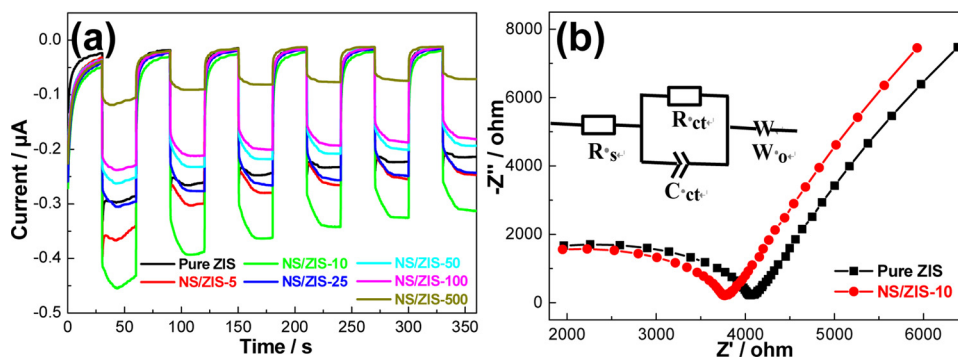 (a)
Current / μA
0.0
-0.1
-0.2
-0.3
-0.4
-0.5
Pure ZIS NS/ZIS-10 NS/ZIS-50
NS/ZIS-5 NS/ZIS-25 NS/ZIS-100
NS/ZIS-500
0 50 100 150 200 250 300 350
Time / s
(b)
-Z'' / ohm
8000
6000
4000
2000
0
R*ct
R*s
W
W*o
C*ct
Pure ZIS
NS/ZIS-10
2000 3000 4000 5000 6000
Z' / ohm